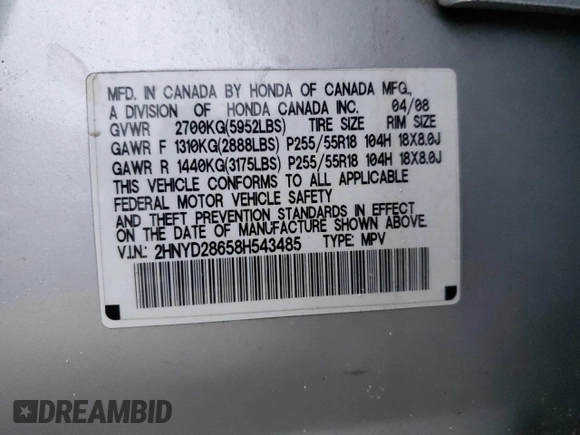 MFD. IN CANADA BY HONDA OF CANADA MFG.,
A DIVISION OF HONDA CANADA INC. 04/08
GVWR 2700KG(5952LBS) TIRE SIZE RIM SIZE
GAWR F 1310KG(2888LBS) P255/55R18 104H 18X8.0J
GAWR R 1440KG(3175LBS) P255/55R18 104H 18X8.0J
THIS VEHICLE CONFORMS TO ALL APPLICABLE
FEDERAL MOTOR VEHICLE SAFETY
AND THEFT PREVENTION STANDARDS IN EFFECT
ON THE DATE OF MANUFACTURE SHOWN ABOVE.
V.I.N.: 2HNYD28658H543485 TYPE: MPV
DREAMBID